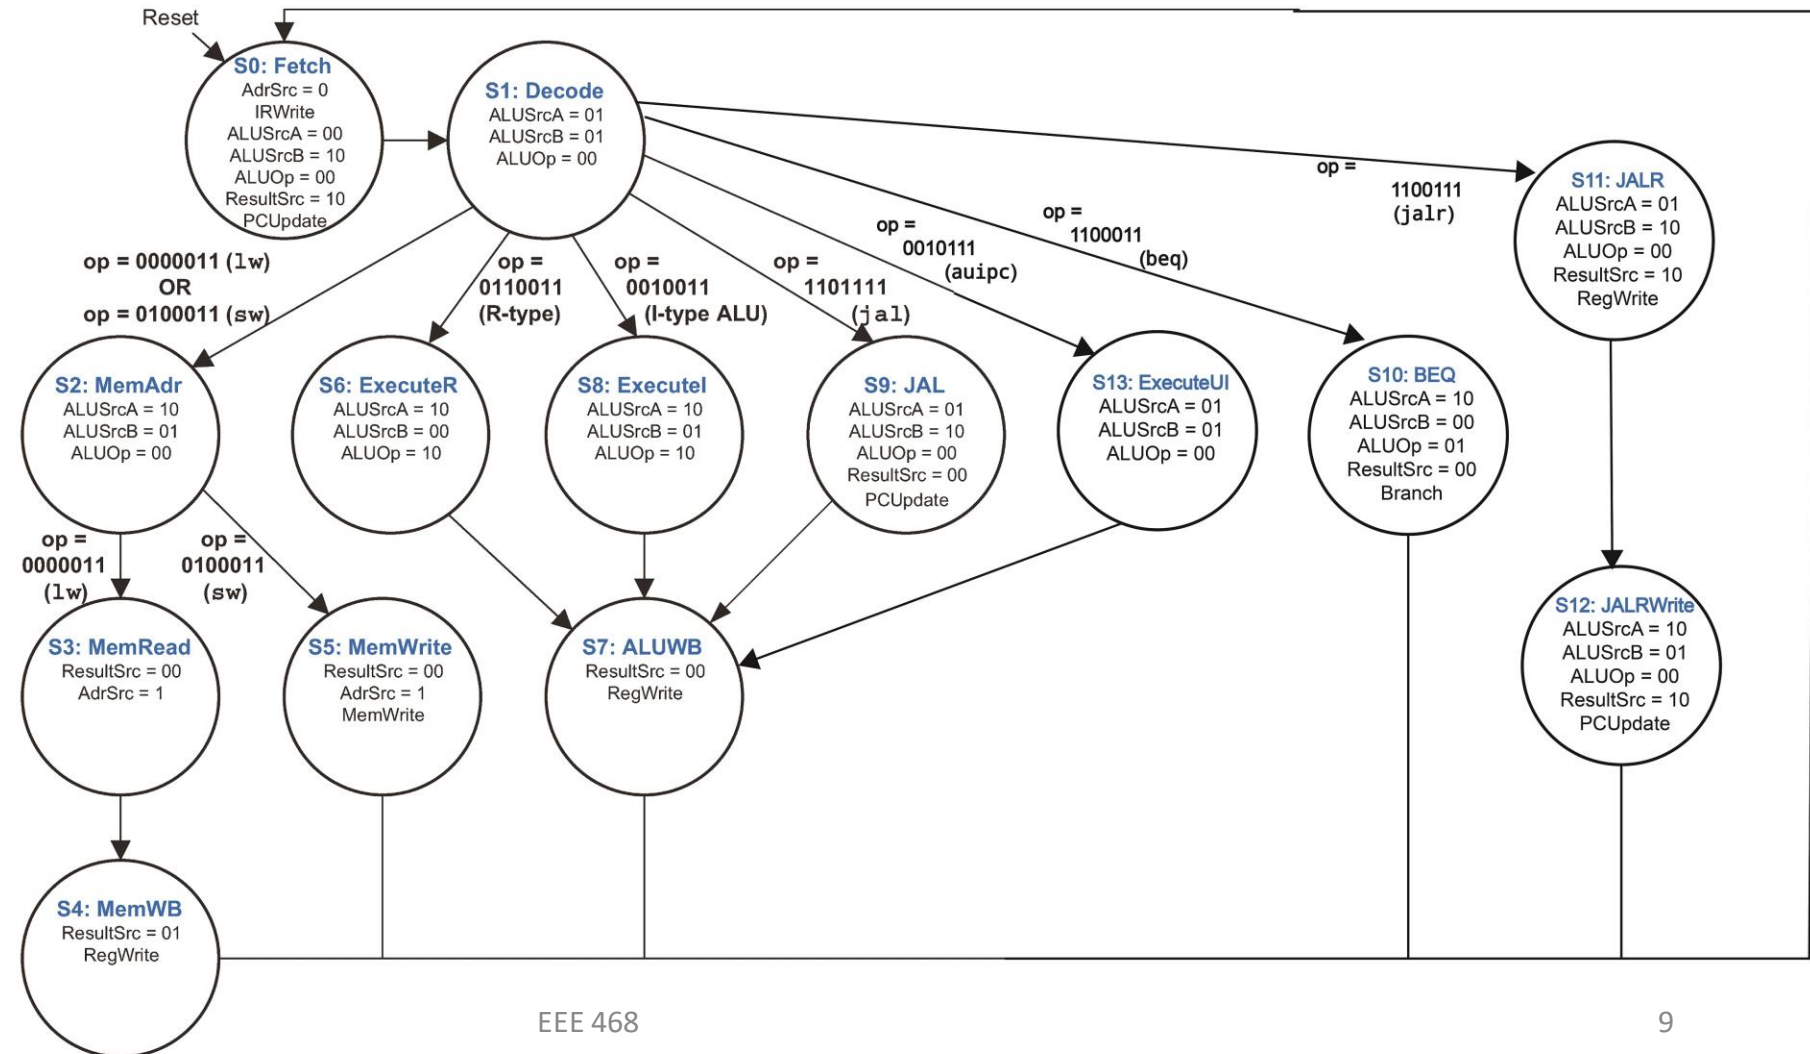 Reset
S0: Fetch
AdrSrc = 0
IRWrite
ALUSrcA = 00
ALUSrcB = 10
ALUOp = 00
ResultSrc = 10
PCUpdate
S1: Decode
ALUSrcA = 01
ALUSrcB = 01
ALUOp = 00
op = 0000011 (lw)
OR
op = 0100011 (sw)
op =
0110011
(R-type)
op =
0010011
(I-type ALU)
op =
1101111
(jal)
op =
0010111
(auipc)
op =
1100011
(beq)
op =
1100111
(jalr)
S11: JALR
ALUSrcA = 01
ALUSrcB = 10
ALUOp = 00
ResultSrc = 10
RegWrite
S2: MemAdr
ALUSrcA = 10
ALUSrcB = 01
ALUOp = 00
S6: ExecuteR
ALUSrcA = 10
ALUSrcB = 00
ALUOp = 10
S8: ExecuteI
ALUSrcA = 10
ALUSrcB = 01
ALUOp = 10
S9: JAL
ALUSrcA = 01
ALUSrcB = 10
ALUOp = 00
ResultSrc = 00
PCUpdate
S13: ExecuteUI
ALUSrcA = 01
ALUSrcB = 01
ALUOp = 00
S10: BEQ
ALUSrcA = 10
ALUSrcB = 00
ALUOp = 01
ResultSrc = 00
Branch
op =
0000011
(lw)
op =
0100011
(sw)
S3: MemRead
ResultSrc = 00
AdrSrc = 1
S5: MemWrite
ResultSrc = 00
AdrSrc = 1
MemWrite
S7: ALUWB
ResultSrc = 00
RegWrite
S12: JALRWrite
ALUSrcA = 10
ALUSrcB = 01
ALUOp = 00
ResultSrc = 10
PCUpdate
S4: MemWB
ResultSrc = 01
RegWrite
EEE 468
9